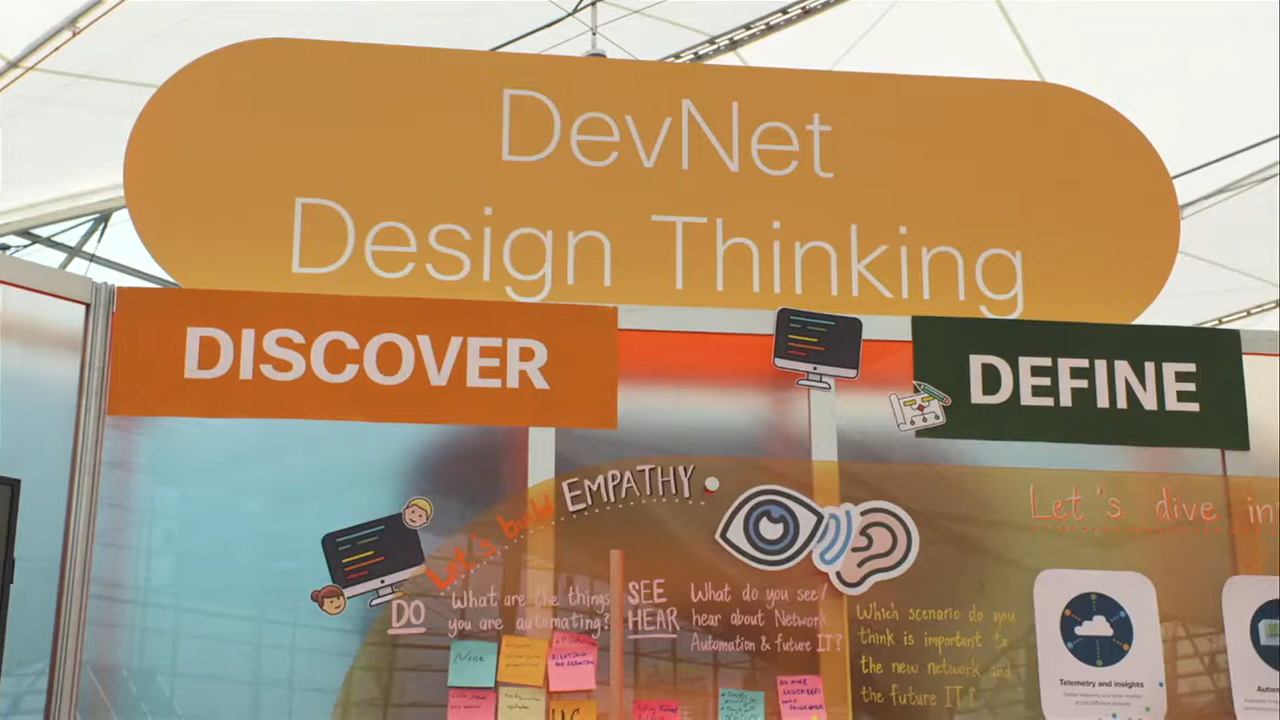 DevNet
Design Thinking
DISCOVER
DEFINE
Let's build EMPATHY
Let's dive in
DO
What are the things
you are automating?
SEE
HEAR
What do you see/
hear about Network
Automation & future IT?
Which scenario do you
think is important to
the new network and
the future IT?
Telemetry and insights
None